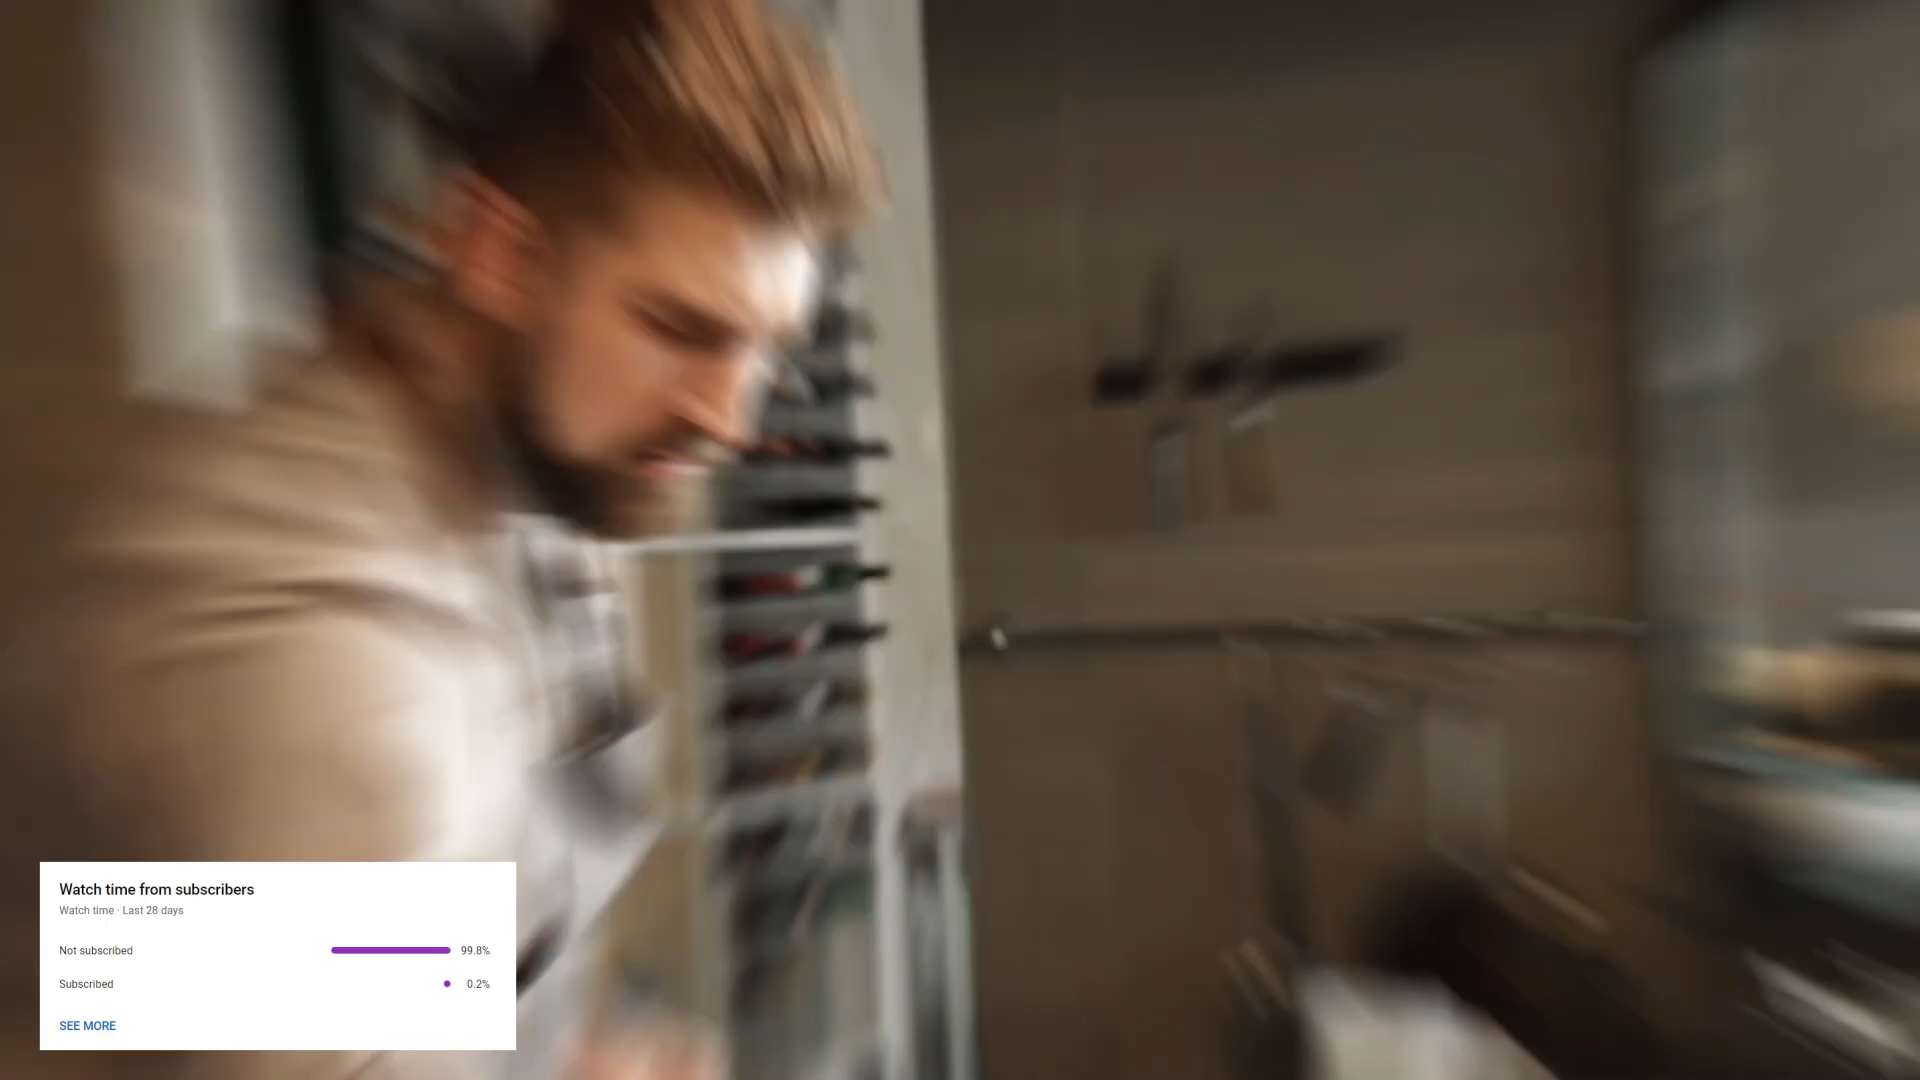 Watch time from subscribers
Watch time · Last 28 days
Not subscribed 99.8%
Subscribed 0.2%
SEE MORE